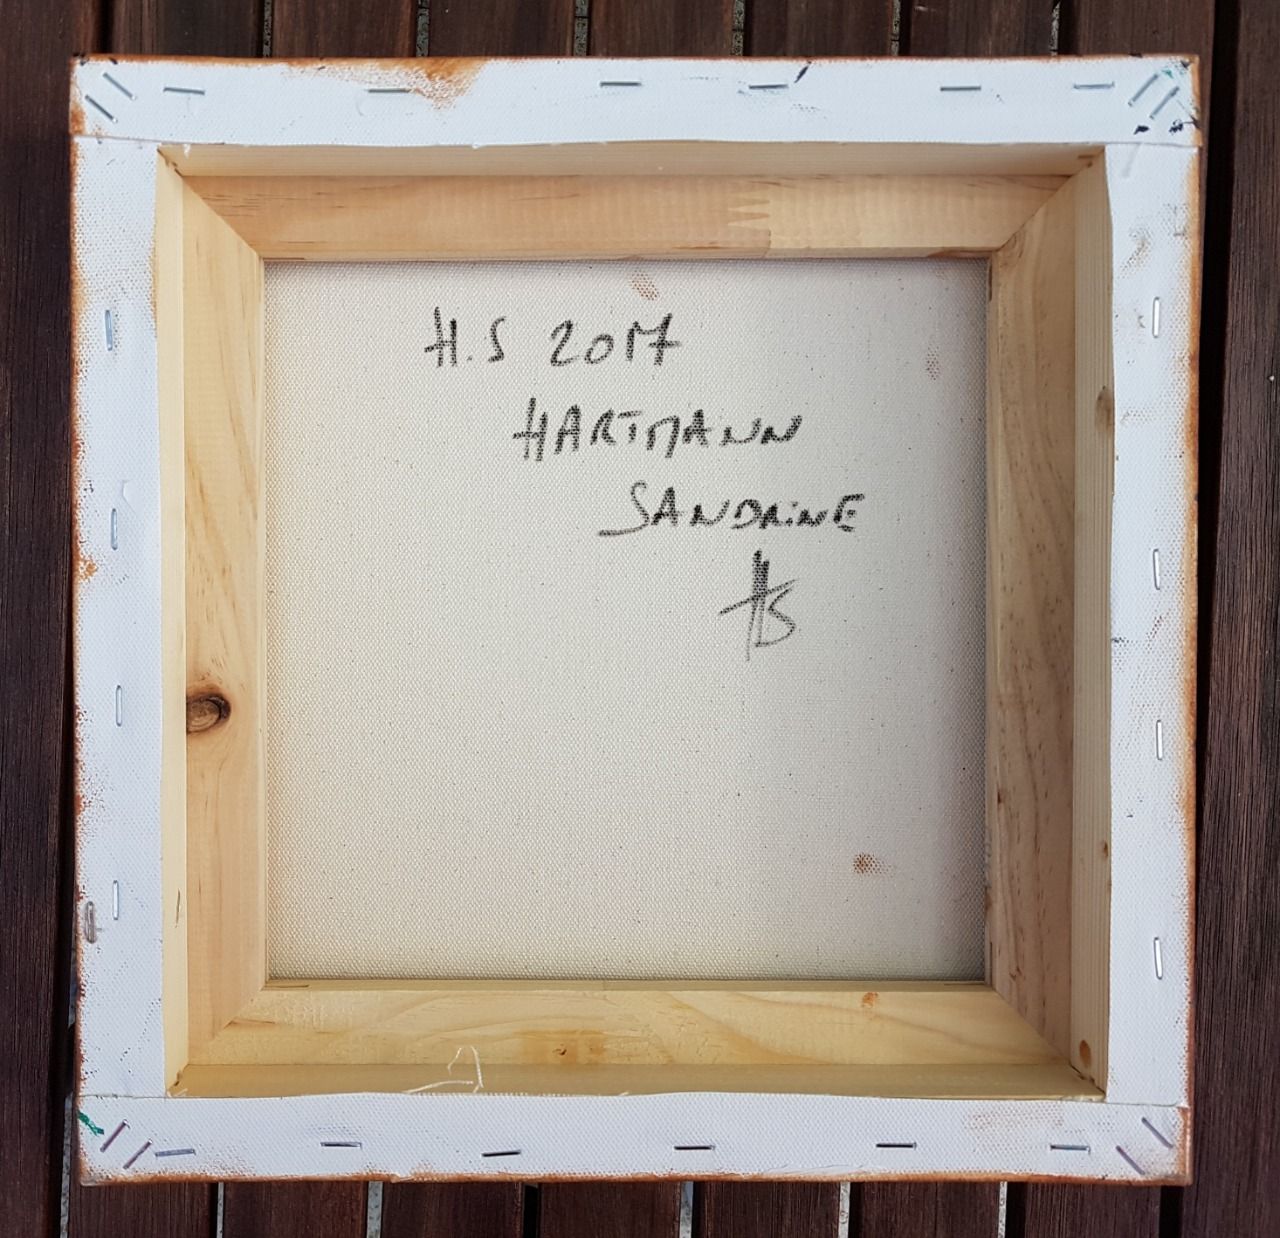 H.S 2017
HARTMANN
SANDRINE
HS